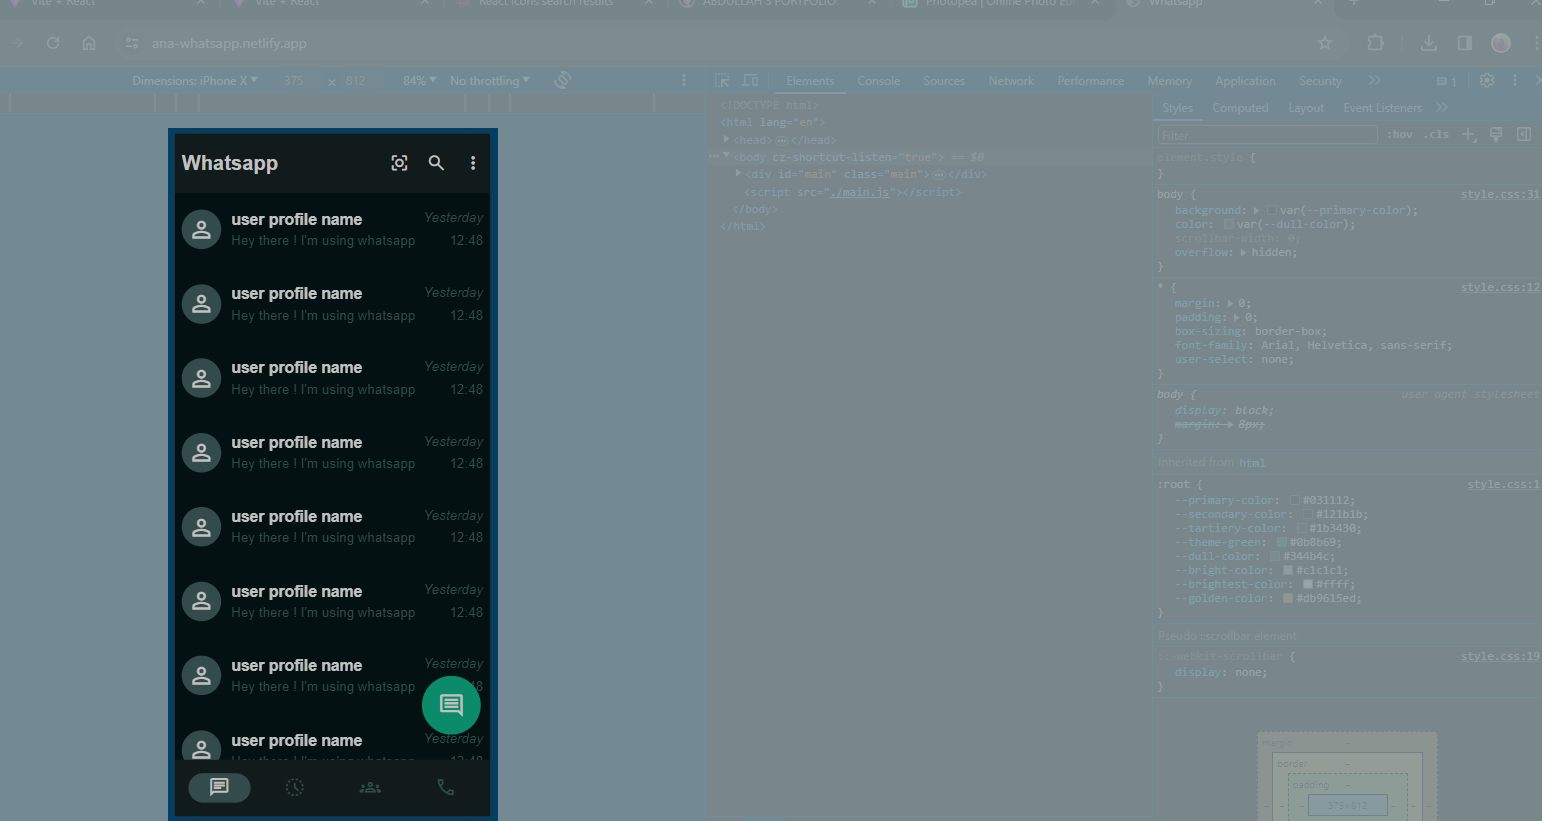 Vite + React
Vite + React
React Icons search results
ABDULLAH'S PORTFOLIO
Photopea | Online Photo Edi
Whatsapp
ana-whatsapp.netlify.app
Dimensions: iPhone X
375
×
812
84%
No throttling
Elements
Console
Sources
Network
Performance
Memory
Application
Security
1
<!DOCTYPE html>
<html lang="en">
<head> </head>
<body cz-shortcut-listen="true"> == $0
<div id="main" class="main"> </div>
<script src="./main.js"></script>
</body>
</html>
Styles
Computed
Layout
Event Listeners
Filter
:hov .cls
element.style {
}
body { style.css:31
background: var(--primary-color);
color: var(--dull-color);
scrollbar-width: 0;
overflow: hidden;
}
* { style.css:12
margin: 0;
padding: 0;
box-sizing: border-box;
font-family: Arial, Helvetica, sans-serif;
user-select: none;
}
body { user agent stylesheet
display: block;
margin: 8px;
}
Inherited from html
:root { style.css:1
--primary-color: #031112;
--secondary-color: #121b1b;
--tartiery-color: #1b3430;
--theme-green: #0b8b69;
--dull-color: #344b4c;
--bright-color: #c1c1c1;
--brightest-color: #ffff;
--golden-color: #db9615ed;
}
Pseudo ::scrollbar element
::-webkit-scrollbar { style.css:19
display: none;
}
margin –
border –
padding –
– – – 375×812 – – –
Whatsapp
user profile name Yesterday
Hey there ! I'm using whatsapp 12:48
user profile name Yesterday
Hey there ! I'm using whatsapp 12:48
user profile name Yesterday
Hey there ! I'm using whatsapp 12:48
user profile name Yesterday
Hey there ! I'm using whatsapp 12:48
user profile name Yesterday
Hey there ! I'm using whatsapp 12:48
user profile name Yesterday
Hey there ! I'm using whatsapp 12:48
user profile name Yesterday
Hey there ! I'm using whatsapp
user profile name Yesterday
Hey there ! I'm using whatsapp 12:48